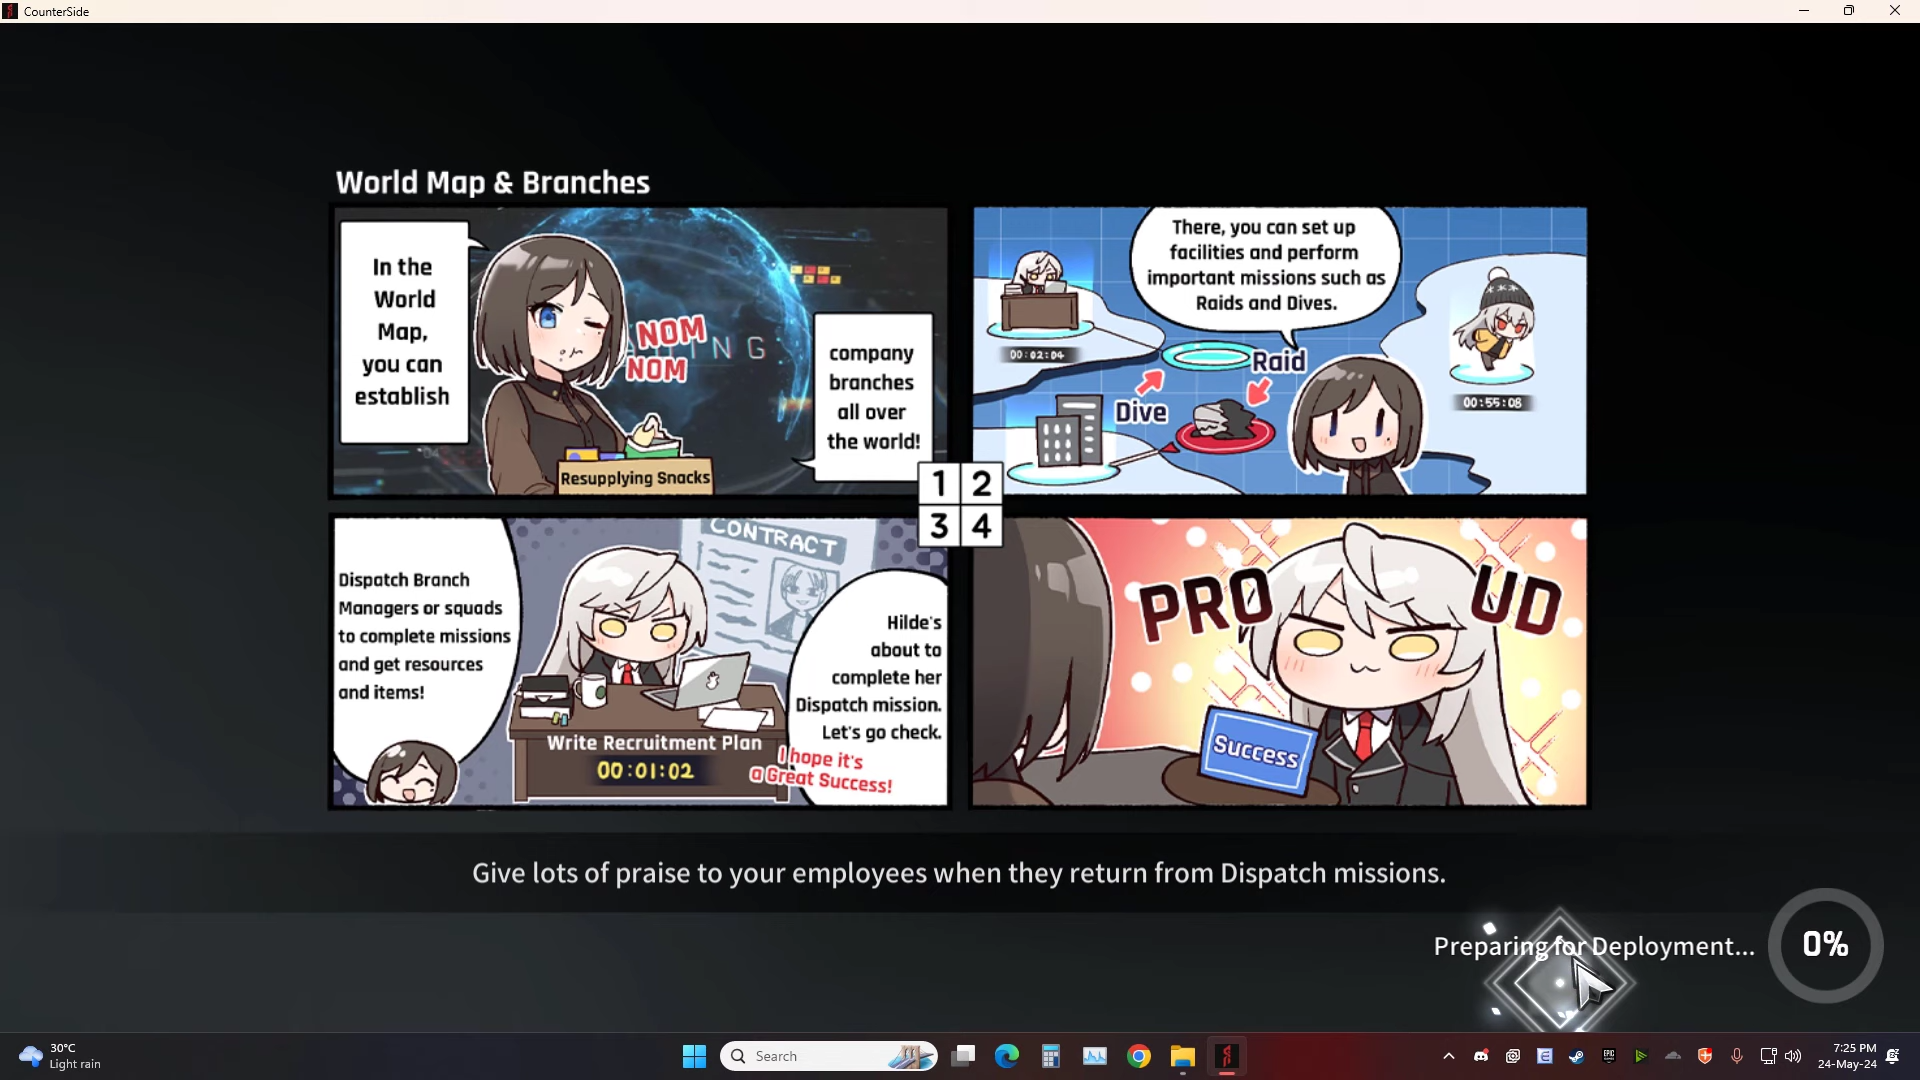 CounterSide
World Map & Branches
In the
World
Map,
you can
establish
NOM
NOM
Resupplying Snacks
company
branches
all over
the world!
There, you can set up
facilities and perform
important missions such as
Raids and Dives.
00:02:04
Raid
Dive
00:55:08
1 2
3 4
Dispatch Branch
Managers or squads
to complete missions
and get resources
and items!
CONTRACT
Write Recruitment Plan
00:01:02
Hilde's
about to
complete her
Dispatch mission.
Let's go check.
I hope it's
a Great Success!
PRO UD
Success
Give lots of praise to your employees when they return from Dispatch missions.
Preparing for Deployment...
0%
30°C
Light rain
Search
EPIC
7:25 PM
24-May-24